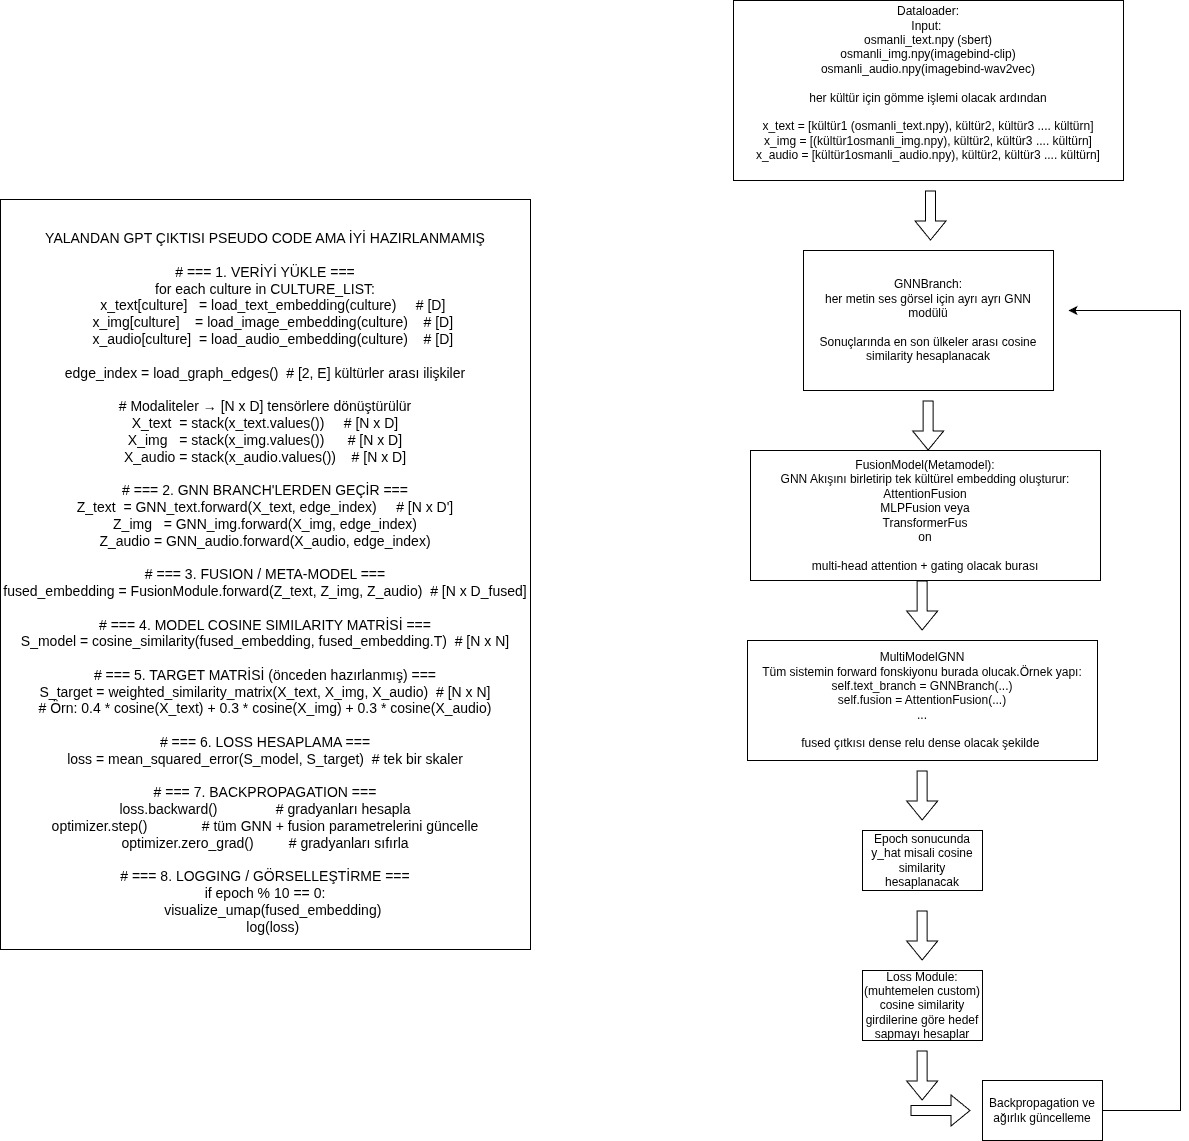 Dataloader:
Input:
osmanli_text.npy (sbert)
osmanli_img.npy(imagebind-clip)
osmanli_audio.npy(imagebind-wav2vec)
her kültür için gömme işlemi olacak ardından
x_text = [kültür1 (osmanli_text.npy), kültür2, kültür3 .... kültürn]
x_img = [(kültür1osmanli_img.npy), kültür2, kültür3 .... kültürn]
x_audio = [kültür1osmanli_audio.npy), kültür2, kültür3 .... kültürn]
GNNBranch:
her metin ses görsel için ayrı ayrı GNN
modülü
Sonuçlarında en son ülkeler arası cosine
similarity hesaplanacak
FusionModel(Metamodel):
GNN Akışını birletirip tek kültürel embedding oluşturur:
AttentionFusion
MLPFusion veya
TransformerFus
on
multi-head attention + gating olacak burası
MultiModelGNN
Tüm sistemin forward fonskiyonu burada olucak.Örnek yapı:
self.text_branch = GNNBranch(...)
self.fusion = AttentionFusion(...)
...
fused çıtkısı dense relu dense olacak şekilde
Epoch sonucunda
y_hat misali cosine
similarity
hesaplanacak
Loss Module:
(muhtemelen custom)
cosine similarity
girdilerine göre hedef
sapmayı hesaplar
Backpropagation ve
ağırlık güncelleme
YALANDAN GPT ÇIKTISI PSEUDO CODE AMA İYİ HAZIRLANMAMIŞ
# === 1. VERİYİ YÜKLE ===
for each culture in CULTURE_LIST:
x_text[culture]   = load_text_embedding(culture)     # [D]
x_img[culture]    = load_image_embedding(culture)    # [D]
x_audio[culture]  = load_audio_embedding(culture)    # [D]
edge_index = load_graph_edges()  # [2, E] kültürler arası ilişkiler
# Modaliteler → [N x D] tensörlere dönüştürülür
X_text  = stack(x_text.values())     # [N x D]
X_img   = stack(x_img.values())      # [N x D]
X_audio = stack(x_audio.values())    # [N x D]
# === 2. GNN BRANCH'LERDEN GEÇİR ===
Z_text  = GNN_text.forward(X_text, edge_index)     # [N x D']
Z_img   = GNN_img.forward(X_img, edge_index)
Z_audio = GNN_audio.forward(X_audio, edge_index)
# === 3. FUSION / META-MODEL ===
fused_embedding = FusionModule.forward(Z_text, Z_img, Z_audio)  # [N x D_fused]
# === 4. MODEL COSINE SIMILARITY MATRİSİ ===
S_model = cosine_similarity(fused_embedding, fused_embedding.T)  # [N x N]
# === 5. TARGET MATRİSİ (önceden hazırlanmış) ===
S_target = weighted_similarity_matrix(X_text, X_img, X_audio)  # [N x N]
# Örn: 0.4 * cosine(X_text) + 0.3 * cosine(X_img) + 0.3 * cosine(X_audio)
# === 6. LOSS HESAPLAMA ===
loss = mean_squared_error(S_model, S_target)  # tek bir skaler
# === 7. BACKPROPAGATION ===
loss.backward()               # gradyanları hesapla
optimizer.step()              # tüm GNN + fusion parametrelerini güncelle
optimizer.zero_grad()         # gradyanları sıfırla
# === 8. LOGGING / GÖRSELLEŞTİRME ===
if epoch % 10 == 0:
visualize_umap(fused_embedding)
log(loss)